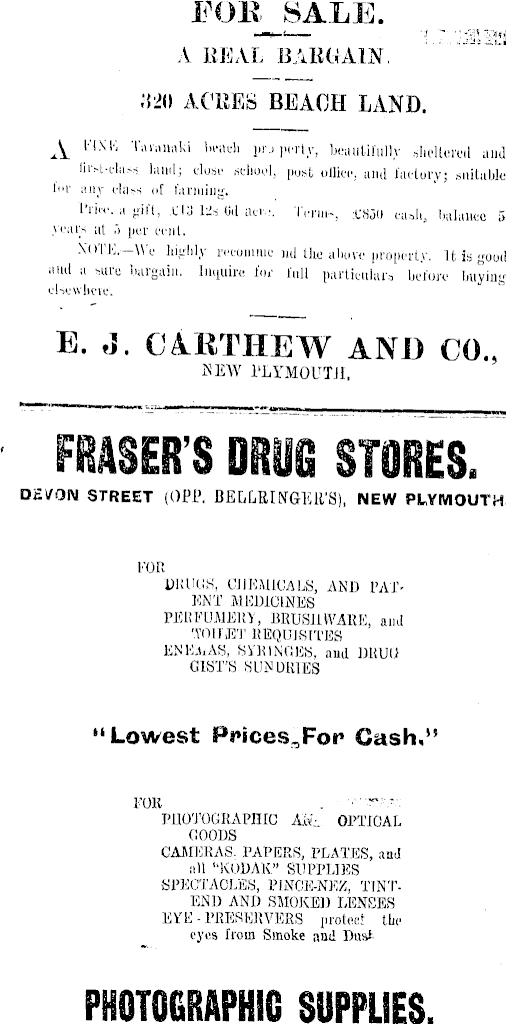 FOR SALE.
A REAL BARGAIN.
320 ACRES BEACH LAND.
A FINE Taranaki beach property, beautifully sheltered and
first-class land; close school, post office, and factory; suitable
for any class of farming.
Price, a gift, £13 12s 6d acre. Terms, £850 cash, balance 5
years at 5 per cent.
NOTE.—We highly recommend the above property. It is good
and a sure bargain. Inquire for full particulars before buying
elsewhere.
E. J. CARTHEW AND CO.,
NEW PLYMOUTH.
FRASER'S DRUG STORES.
DEVON STREET (OPP. BELLRINGER'S), NEW PLYMOUTH
FOR
DRUGS, CHEMICALS, AND PAT-
ENT MEDICINES
PERFUMERY, BRUSHWARE, and
TOILET REQUISITES
ENEMAS, SYRINGES, and DRUG
GIST'S SUNDRIES
"Lowest Prices For Cash."
FOR
PHOTOGRAPHIC AND OPTICAL
GOODS
CAMERAS, PAPERS, PLATES, and
all "KODAK" SUPPLIES
SPECTACLES, PINCE-NEZ, TINT-
END AND SMOKED LENSES
EYE-PRESERVERS protect the
eyes from Smoke and Dust
PHOTOGRAPHIC SUPPLIES.